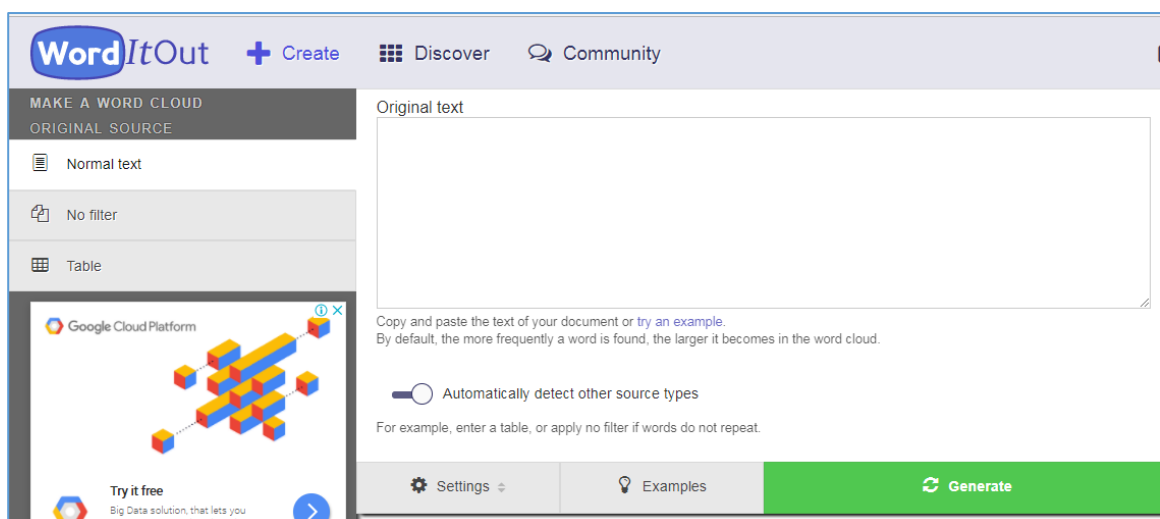 WordItOut Create Discover Community
MAKE A WORD CLOUD
ORIGINAL SOURCE
Normal text
No filter
Table
Google Cloud Platform
Try it free
Big Data solution, that lets you
Original text
Copy and paste the text of your document or try an example.
By default, the more frequently a word is found, the larger it becomes in the word cloud.
Automatically detect other source types
For example, enter a table, or apply no filter if words do not repeat.
Settings Examples Generate